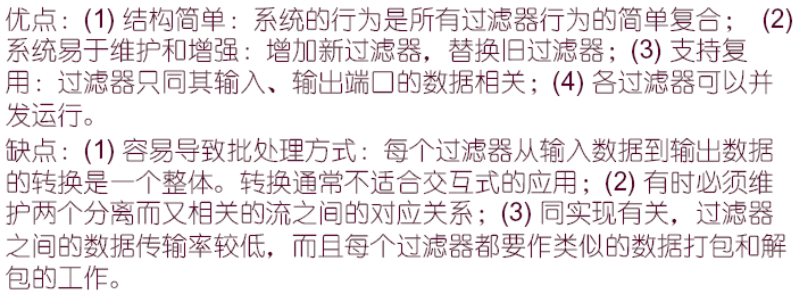 优点：(1) 结构简单：系统的行为是所有过滤器行为的简单复合； (2)
系统易于维护和增强：增加新过滤器，替换旧过滤器；(3) 支持复
用：过滤器只同其输入、输出端口的数据相关；(4) 各过滤器可以并
发运行。
缺点：(1) 容易导致批处理方式：每个过滤器从输入数据到输出数据
的转换是一个整体。转换通常不适合交互式的应用；(2) 有时必须维
护两个分离而又相关的流之间的对应关系；(3) 同实现有关，过滤器
之间的数据传输率较低，而且每个过滤器都要作类似的数据打包和解
包的工作。